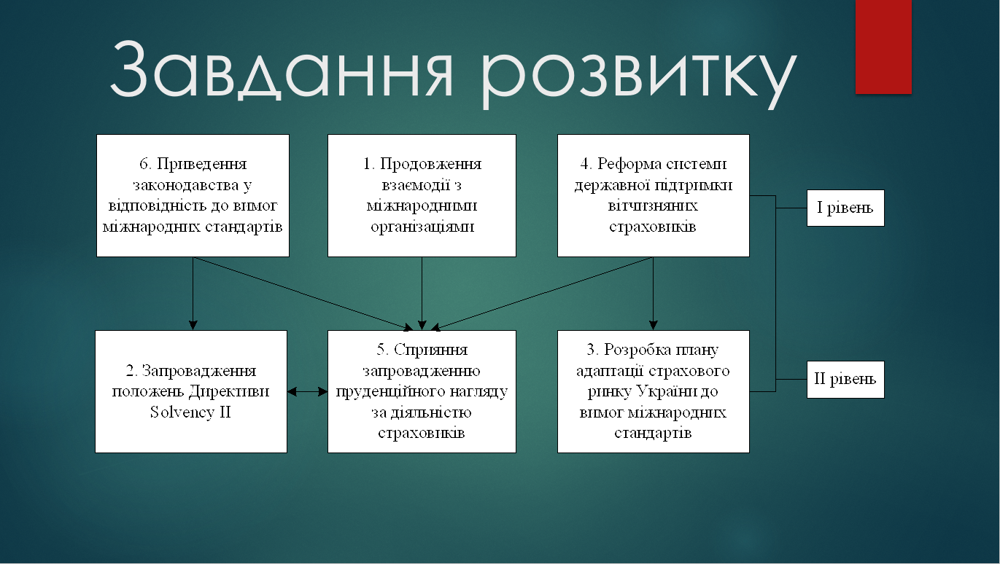 Завдання розвитку
6. Приведення
законодавства у
відповідність до вимог
міжнародних стандартів
1. Продовження
взаємодії з
міжнародними
організаціями
4. Реформа системи
державної підтримки
вітчизняних
страховиків
І рівень
2. Запровадження
положень Директиви
Solvency II
5. Сприяння
запровадженню
пруденційного нагляду
за діяльністю
страховиків
3. Розробка плану
адаптації страхового
ринку України до
вимог міжнародних
стандартів
ІІ рівень